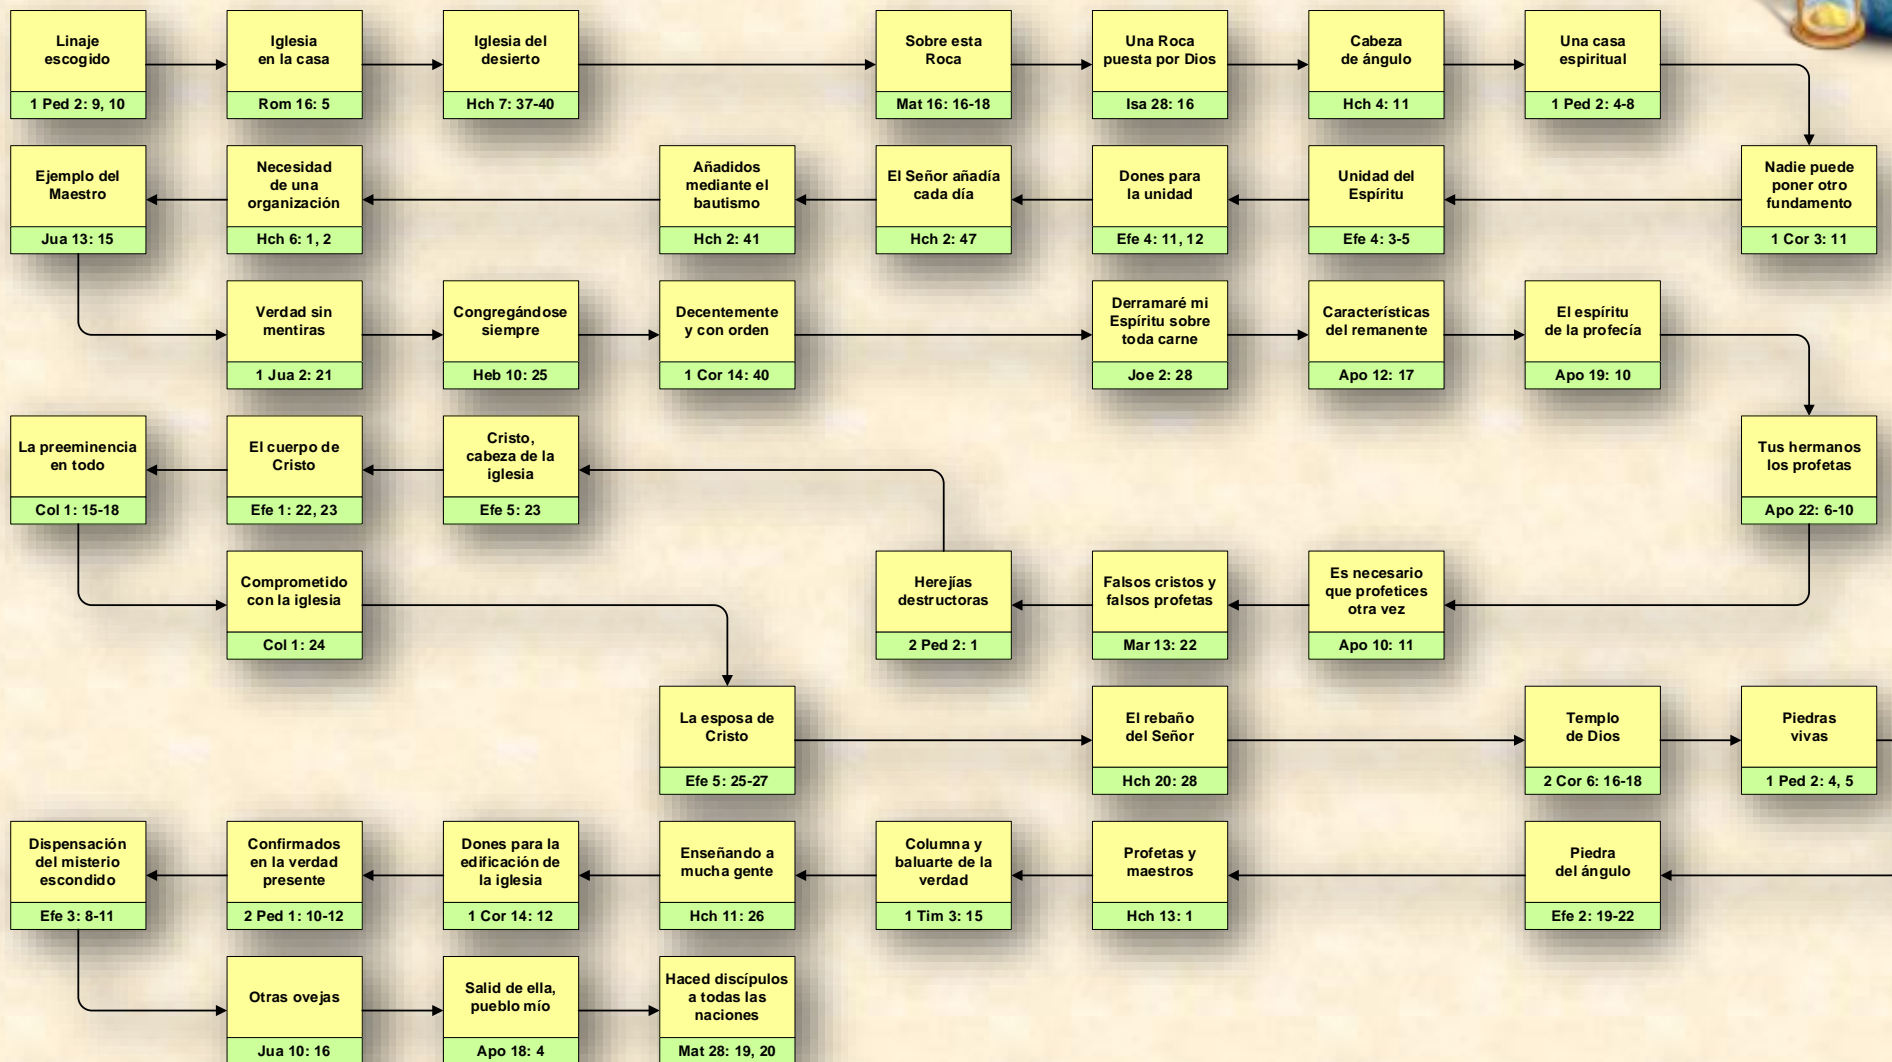 Linaje
escogido
1 Ped 2: 9, 10
Iglesia
en la casa
Rom 16: 5
Iglesia del
desierto
Hch 7: 37-40
Sobre esta
Roca
Mat 16: 16-18
Una Roca
puesta por Dios
Isa 28: 16
Cabeza
de ángulo
Hch 4: 11
Una casa
espiritual
1 Ped 2: 4-8
Nadie puede
poner otro
fundamento
1 Cor 3: 11
Unidad del
Espíritu
Efe 4: 3-5
Dones para
la unidad
Efe 4: 11, 12
El Señor añadía
cada día
Hch 2: 47
Añadidos
mediante el
bautismo
Hch 2: 41
Necesidad
de una
organización
Hch 6: 1, 2
Ejemplo del
Maestro
Jua 13: 15
Verdad sin
mentiras
1 Jua 2: 21
Congregándose
siempre
Heb 10: 25
Decentemente
y con orden
1 Cor 14: 40
Derramaré mi
Espíritu sobre
toda carne
Joe 2: 28
Características
del remanente
Apo 12: 17
El espíritu
de la profecía
Apo 19: 10
Tus hermanos
los profetas
Apo 22: 6-10
Es necesario
que profetices
otra vez
Apo 10: 11
Falsos cristos y
falsos profetas
Mar 13: 22
Herejías
destructoras
2 Ped 2: 1
Cristo,
cabeza de la
iglesia
Efe 5: 23
El cuerpo de
Cristo
Efe 1: 22, 23
La preeminencia
en todo
Col 1: 15-18
Comprometido
con la iglesia
Col 1: 24
La esposa de
Cristo
Efe 5: 25-27
El rebaño
del Señor
Hch 20: 28
Templo
de Dios
2 Cor 6: 16-18
Piedras
vivas
1 Ped 2: 4, 5
Piedra
del ángulo
Efe 2: 19-22
Profetas y
maestros
Hch 13: 1
Columna y
baluarte de la
verdad
1 Tim 3: 15
Enseñando a
mucha gente
Hch 11: 26
Dones para la
edificación de
la iglesia
1 Cor 14: 12
Confirmados
en la verdad
presente
2 Ped 1: 10-12
Dispensación
del misterio
escondido
Efe 3: 8-11
Otras ovejas
Jua 10: 16
Salid de ella,
pueblo mío
Apo 18: 4
Haced discípulos
a todas las
naciones
Mat 28: 19, 20